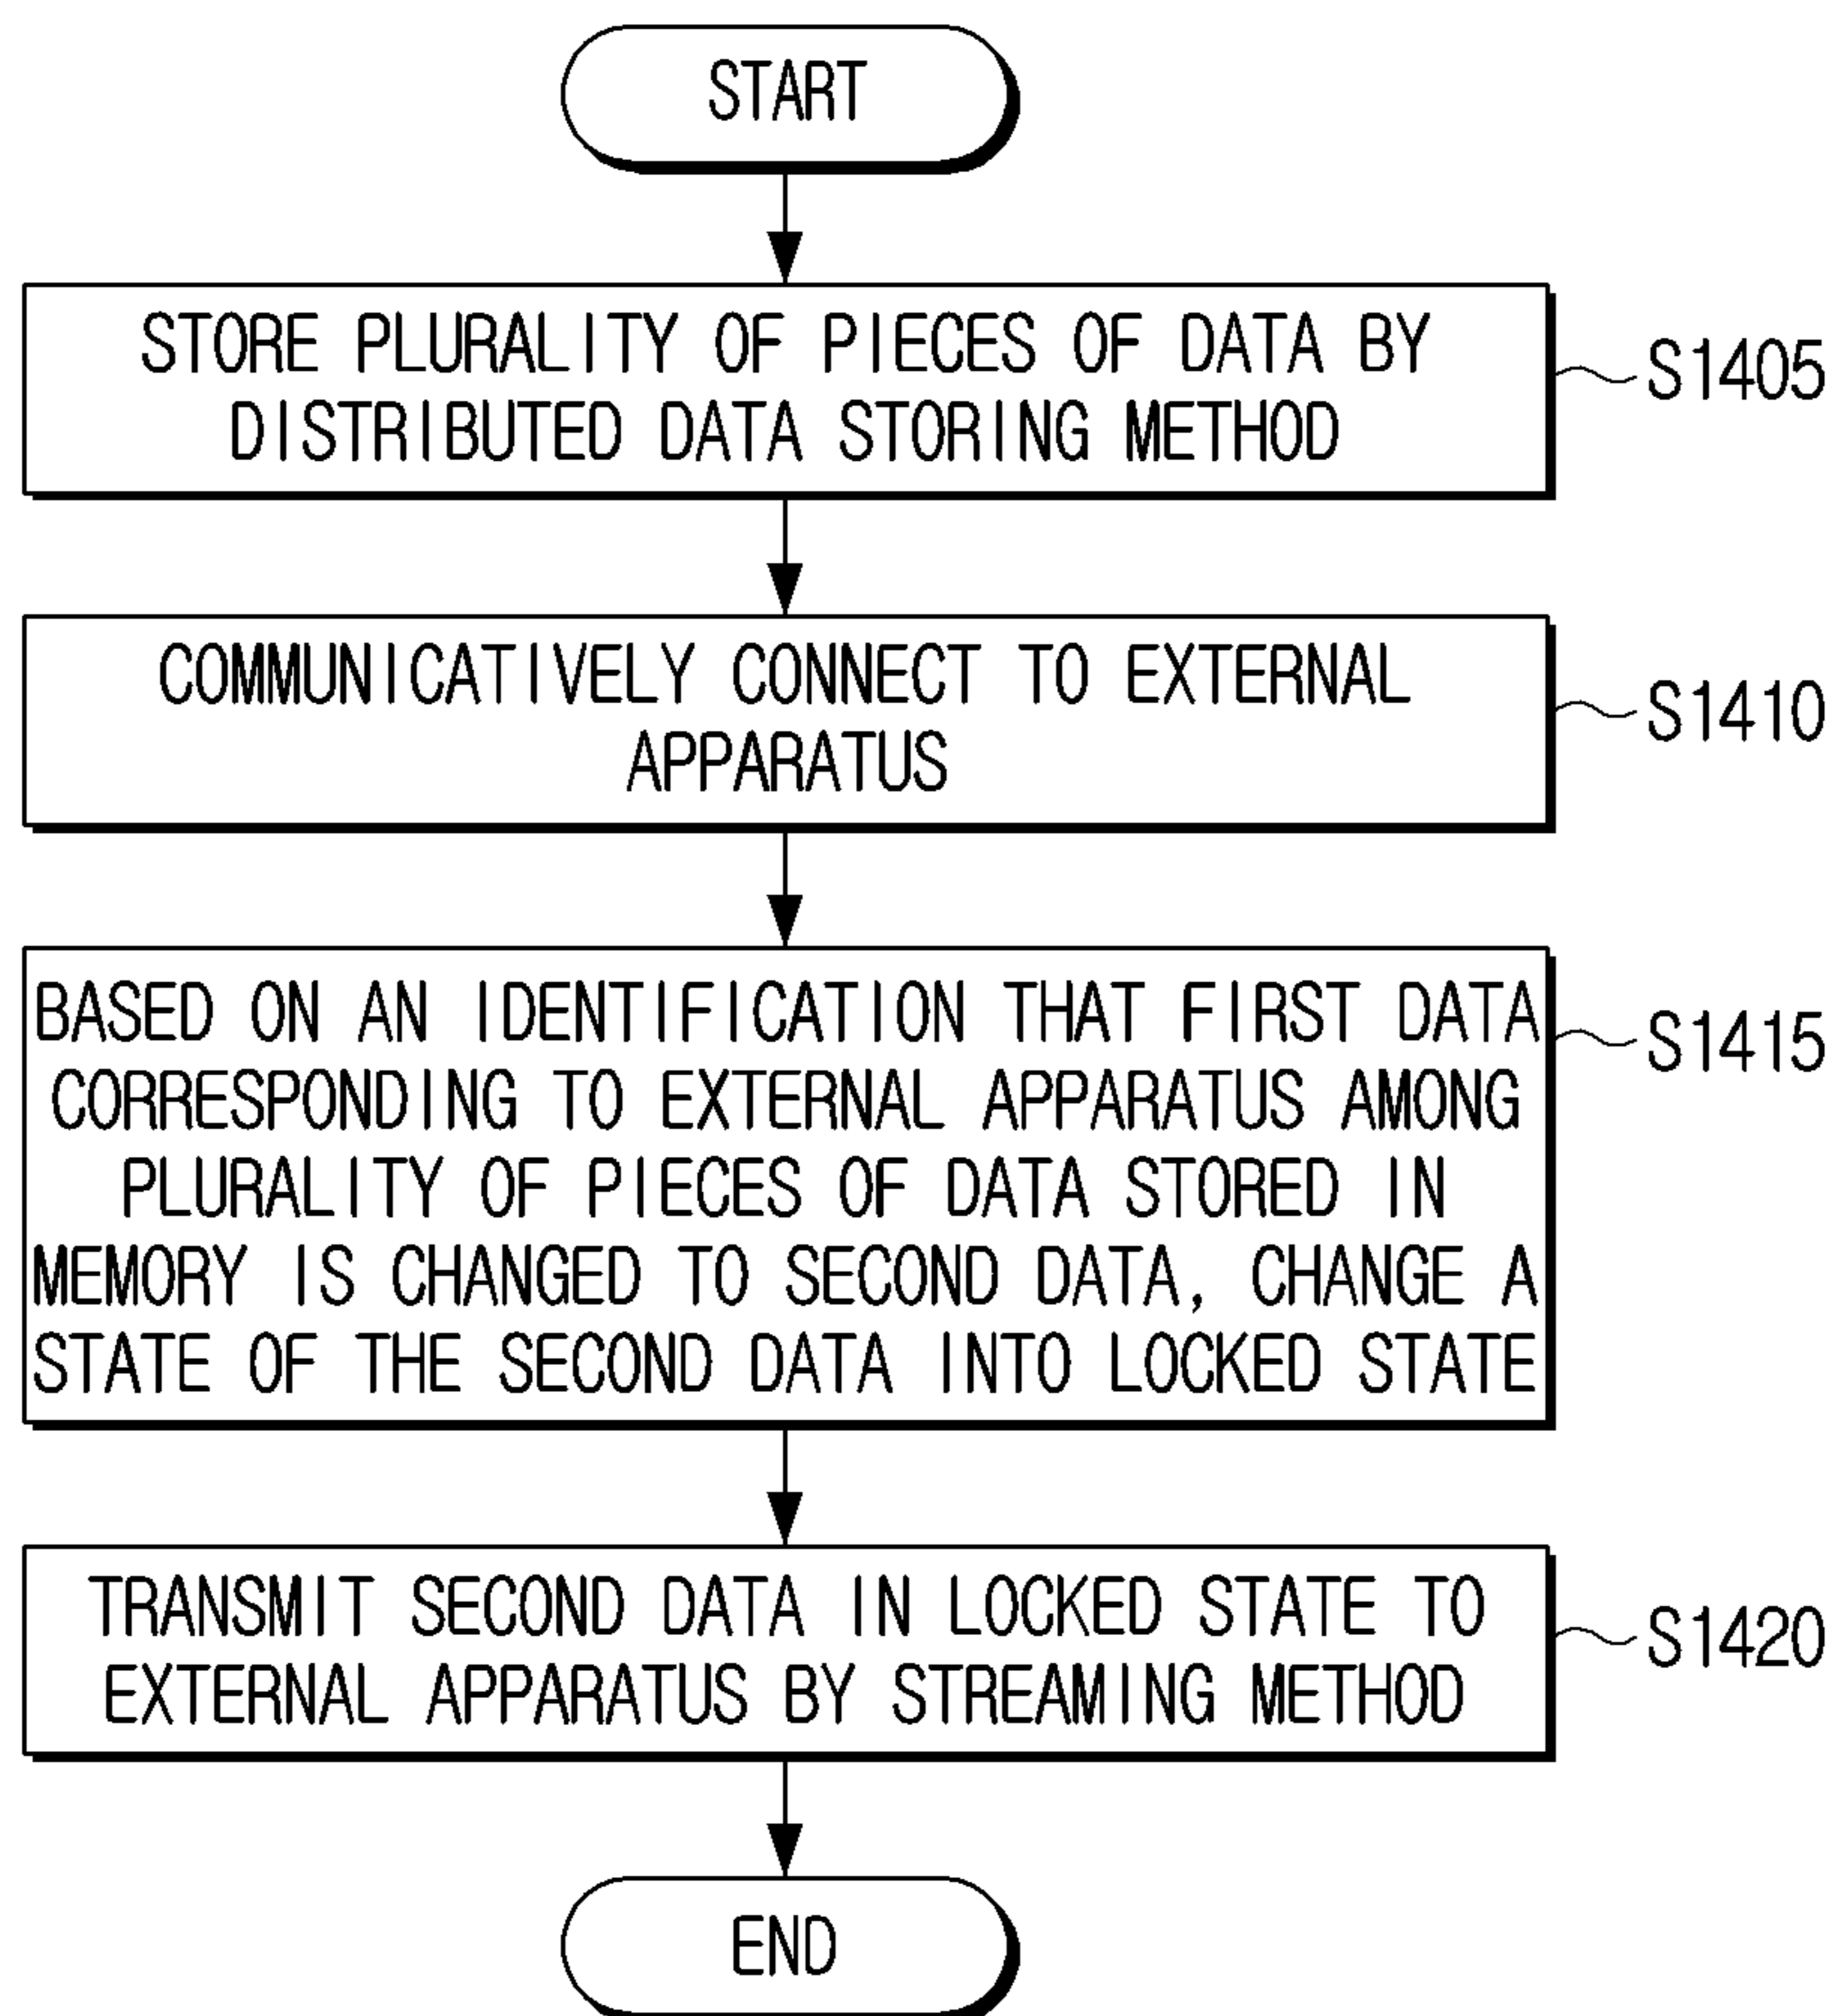 START
STORE PLURALITY OF PIECES OF DATA BY
DISTRIBUTED DATA STORING METHOD
S1405
COMMUNICATIVELY CONNECT TO EXTERNAL
APPARATUS
S1410
BASED ON AN IDENTIFICATION THAT FIRST DATA
CORRESPONDING TO EXTERNAL APPARATUS AMONG
PLURALITY OF PIECES OF DATA STORED IN
MEMORY IS CHANGED TO SECOND DATA, CHANGE A
STATE OF THE SECOND DATA INTO LOCKED STATE
S1415
TRANSMIT SECOND DATA IN LOCKED STATE TO
EXTERNAL APPARATUS BY STREAMING METHOD
S1420
END